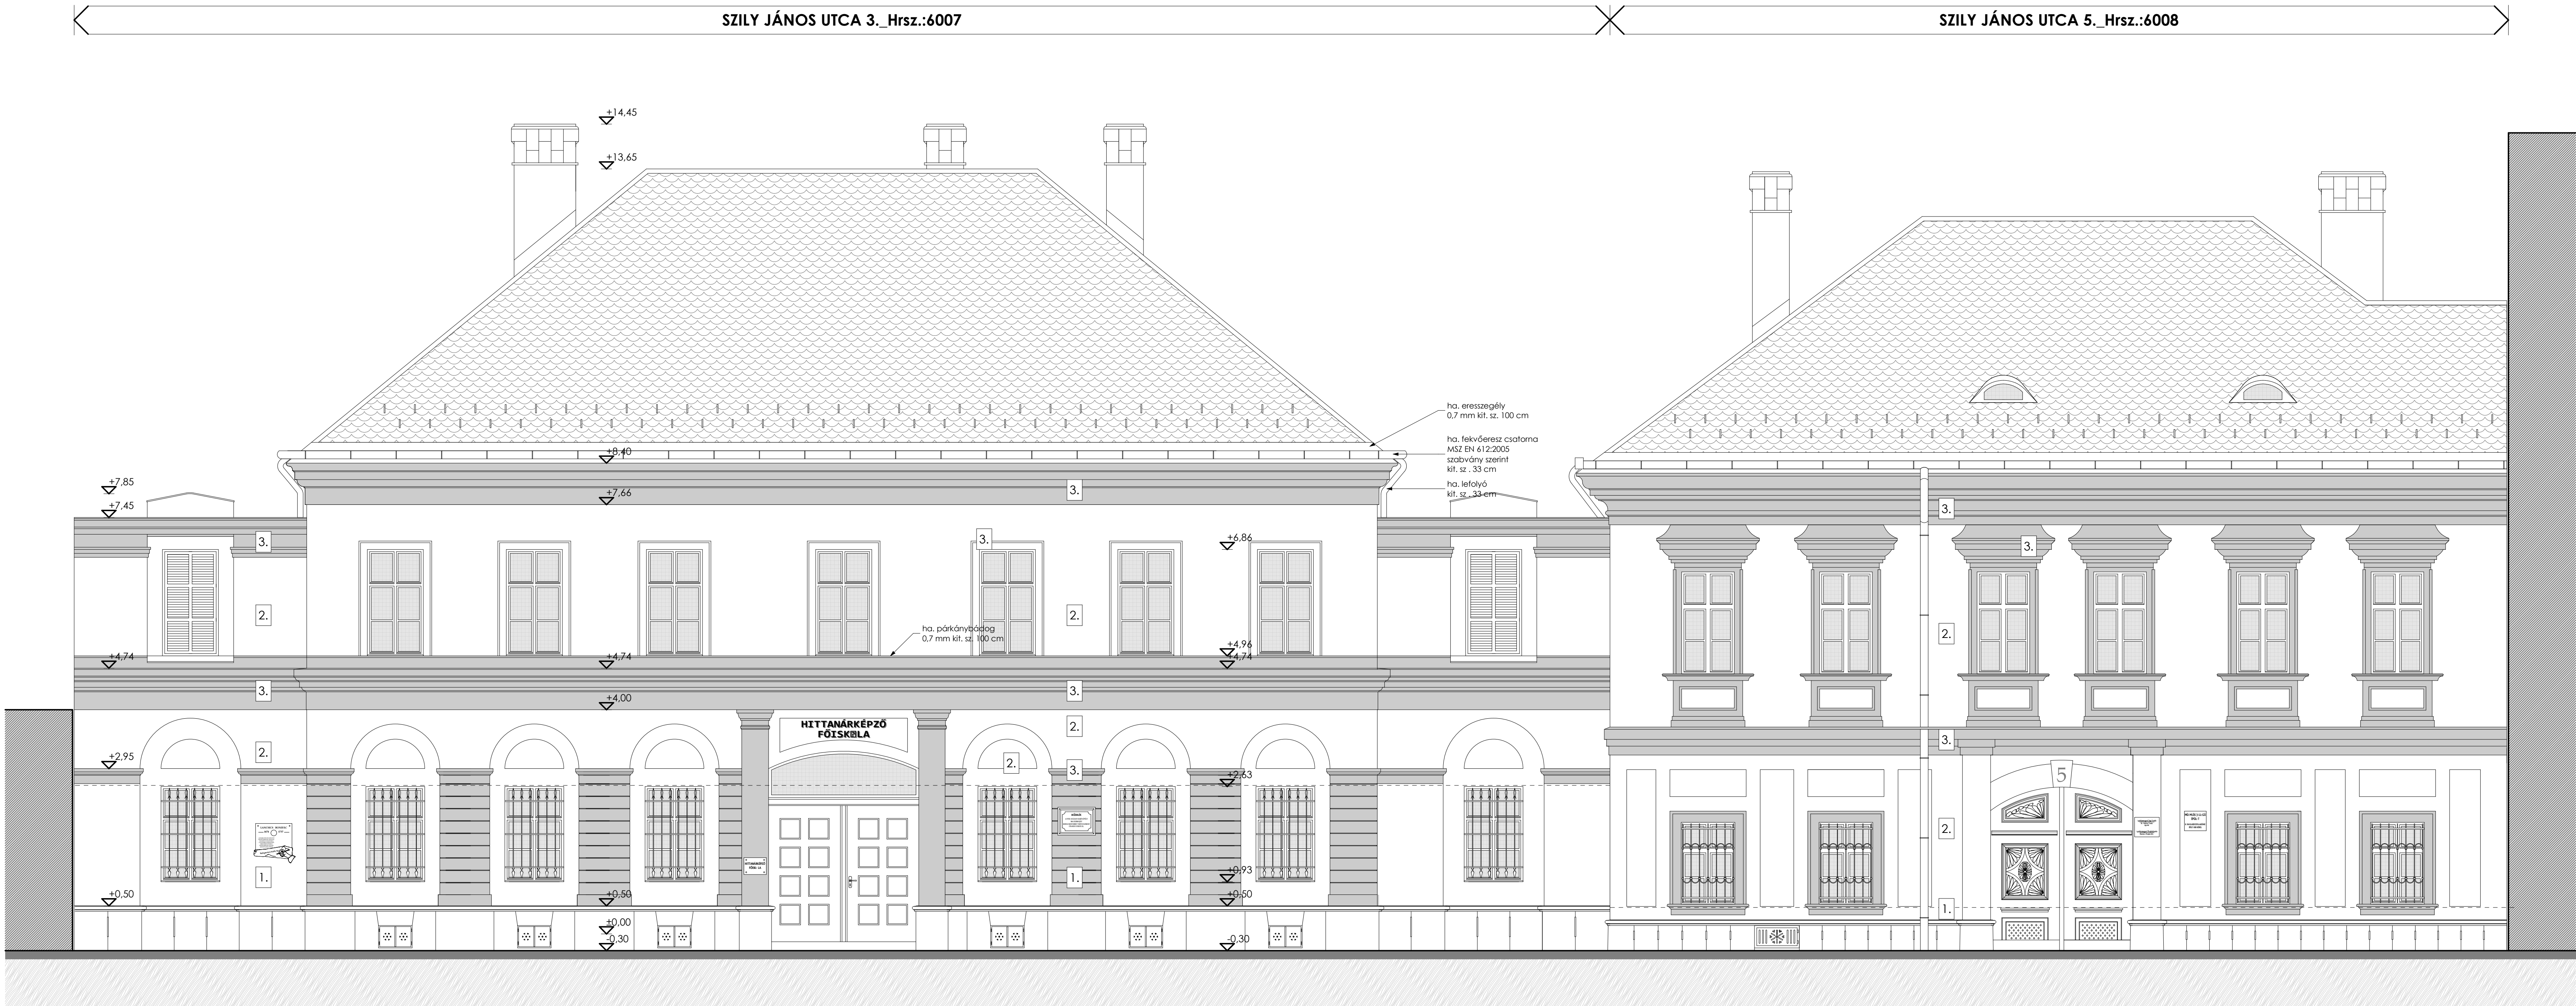 SZILY JÁNOS UTCA 3._Hrsz.:6007
SZILY JÁNOS UTCA 5._Hrsz.:6008
+14,45
+13,65
ha. eresszegély
0,7 mm kit. sz. 100 cm
ha. fekvőeresz csatorna
MSZ EN 612:2005
szabvány szerint
kit. sz . 33 cm
ha. lefolyó
kit. sz . 33 cm
+8,40
+7,85
+7,66
+7,45
3.
3.
3.
3.
3.
+6,86
2.
2.
2.
ha. párkánybádog
0,7 mm kit. sz. 100 cm
+4,96
+4,74
+4,74
+4,74
3.
3.
+4,00
3.
HITTANÁRKÉPZŐ
2.
2.
2.
3.
5
+2,95
+2,63
2.
1.
1.
1.
+0,93
+0,50
+0,50
+0,50
±0,00
-0,30
-0,30
HITTANÁRKÉPZŐ